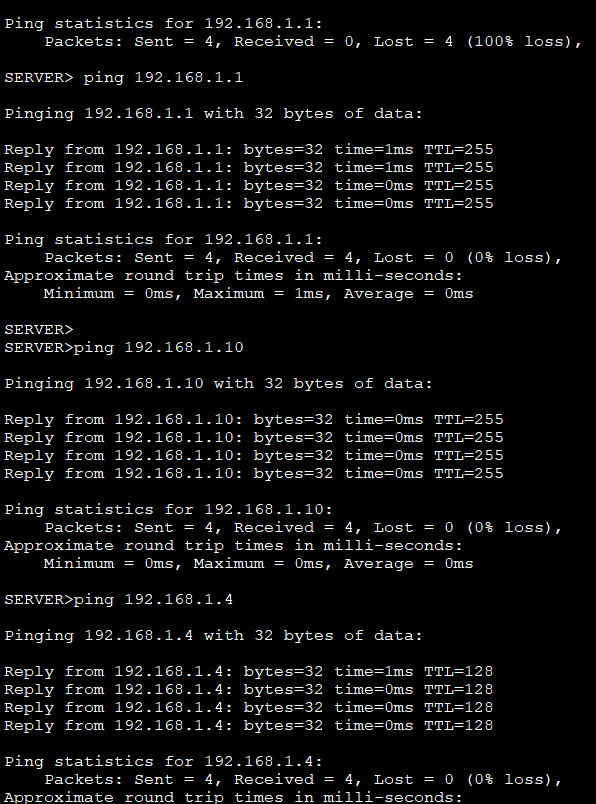 Ping statistics for 192.168.1.1:
    Packets: Sent = 4, Received = 0, Lost = 4 (100% loss),
SERVER> ping 192.168.1.1
Pinging 192.168.1.1 with 32 bytes of data:
Reply from 192.168.1.1: bytes=32 time=1ms TTL=255
Reply from 192.168.1.1: bytes=32 time=1ms TTL=255
Reply from 192.168.1.1: bytes=32 time=0ms TTL=255
Reply from 192.168.1.1: bytes=32 time=0ms TTL=255
Ping statistics for 192.168.1.1:
    Packets: Sent = 4, Received = 4, Lost = 0 (0% loss),
Approximate round trip times in milli-seconds:
    Minimum = 0ms, Maximum = 1ms, Average = 0ms
SERVER>
SERVER>ping 192.168.1.10
Pinging 192.168.1.10 with 32 bytes of data:
Reply from 192.168.1.10: bytes=32 time=0ms TTL=255
Reply from 192.168.1.10: bytes=32 time=0ms TTL=255
Reply from 192.168.1.10: bytes=32 time=0ms TTL=255
Reply from 192.168.1.10: bytes=32 time=0ms TTL=255
Ping statistics for 192.168.1.10:
    Packets: Sent = 4, Received = 4, Lost = 0 (0% loss),
Approximate round trip times in milli-seconds:
    Minimum = 0ms, Maximum = 0ms, Average = 0ms
SERVER>ping 192.168.1.4
Pinging 192.168.1.4 with 32 bytes of data:
Reply from 192.168.1.4: bytes=32 time=1ms TTL=128
Reply from 192.168.1.4: bytes=32 time=0ms TTL=128
Reply from 192.168.1.4: bytes=32 time=0ms TTL=128
Reply from 192.168.1.4: bytes=32 time=0ms TTL=128
Ping statistics for 192.168.1.4:
    Packets: Sent = 4, Received = 4, Lost = 0 (0% loss),
Approximate round trip times in milli-seconds: